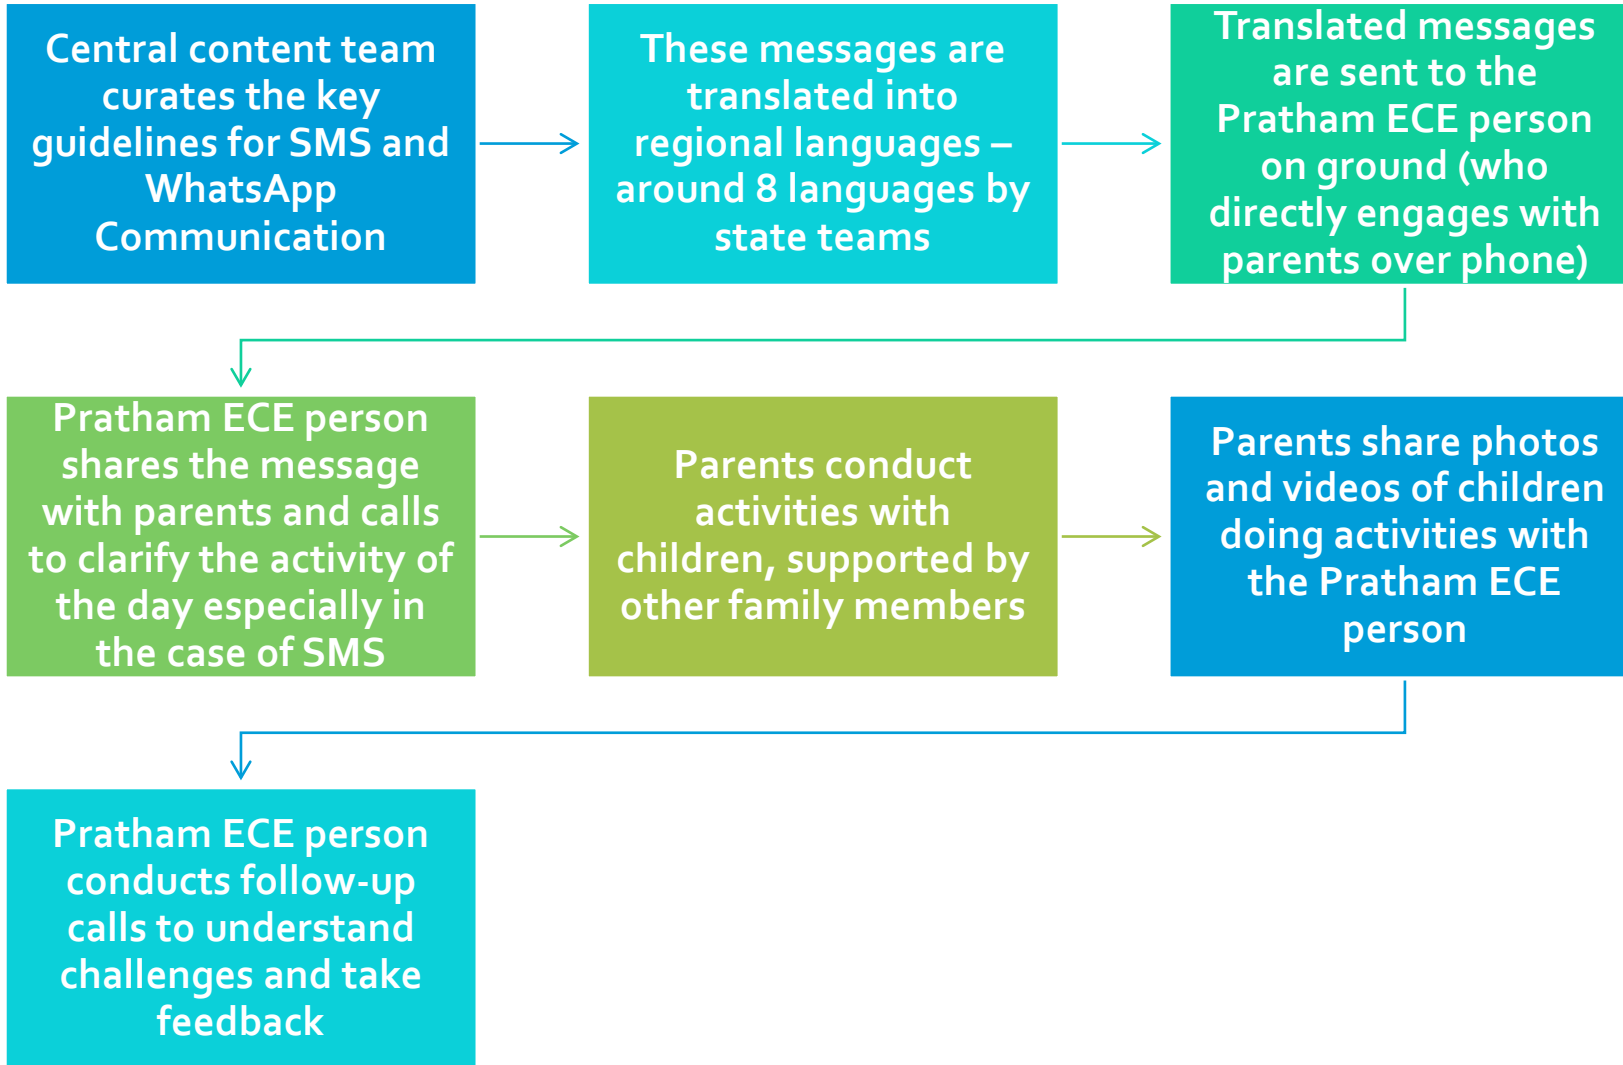 Central content team
curates the key
guidelines for SMS and
WhatsApp
Communication
These messages are
translated into
regional languages –
around 8 languages by
state teams
Translated messages
are sent to the
Pratham ECE person
on ground (who
directly engages with
parents over phone)
Pratham ECE person
shares the message
with parents and calls
to clarify the activity of
the day especially in
the case of SMS
Parents conduct
activities with
children, supported by
other family members
Parents share photos
and videos of children
doing activities with
the Pratham ECE
person
Pratham ECE person
conducts follow-up
calls to understand
challenges and take
feedback